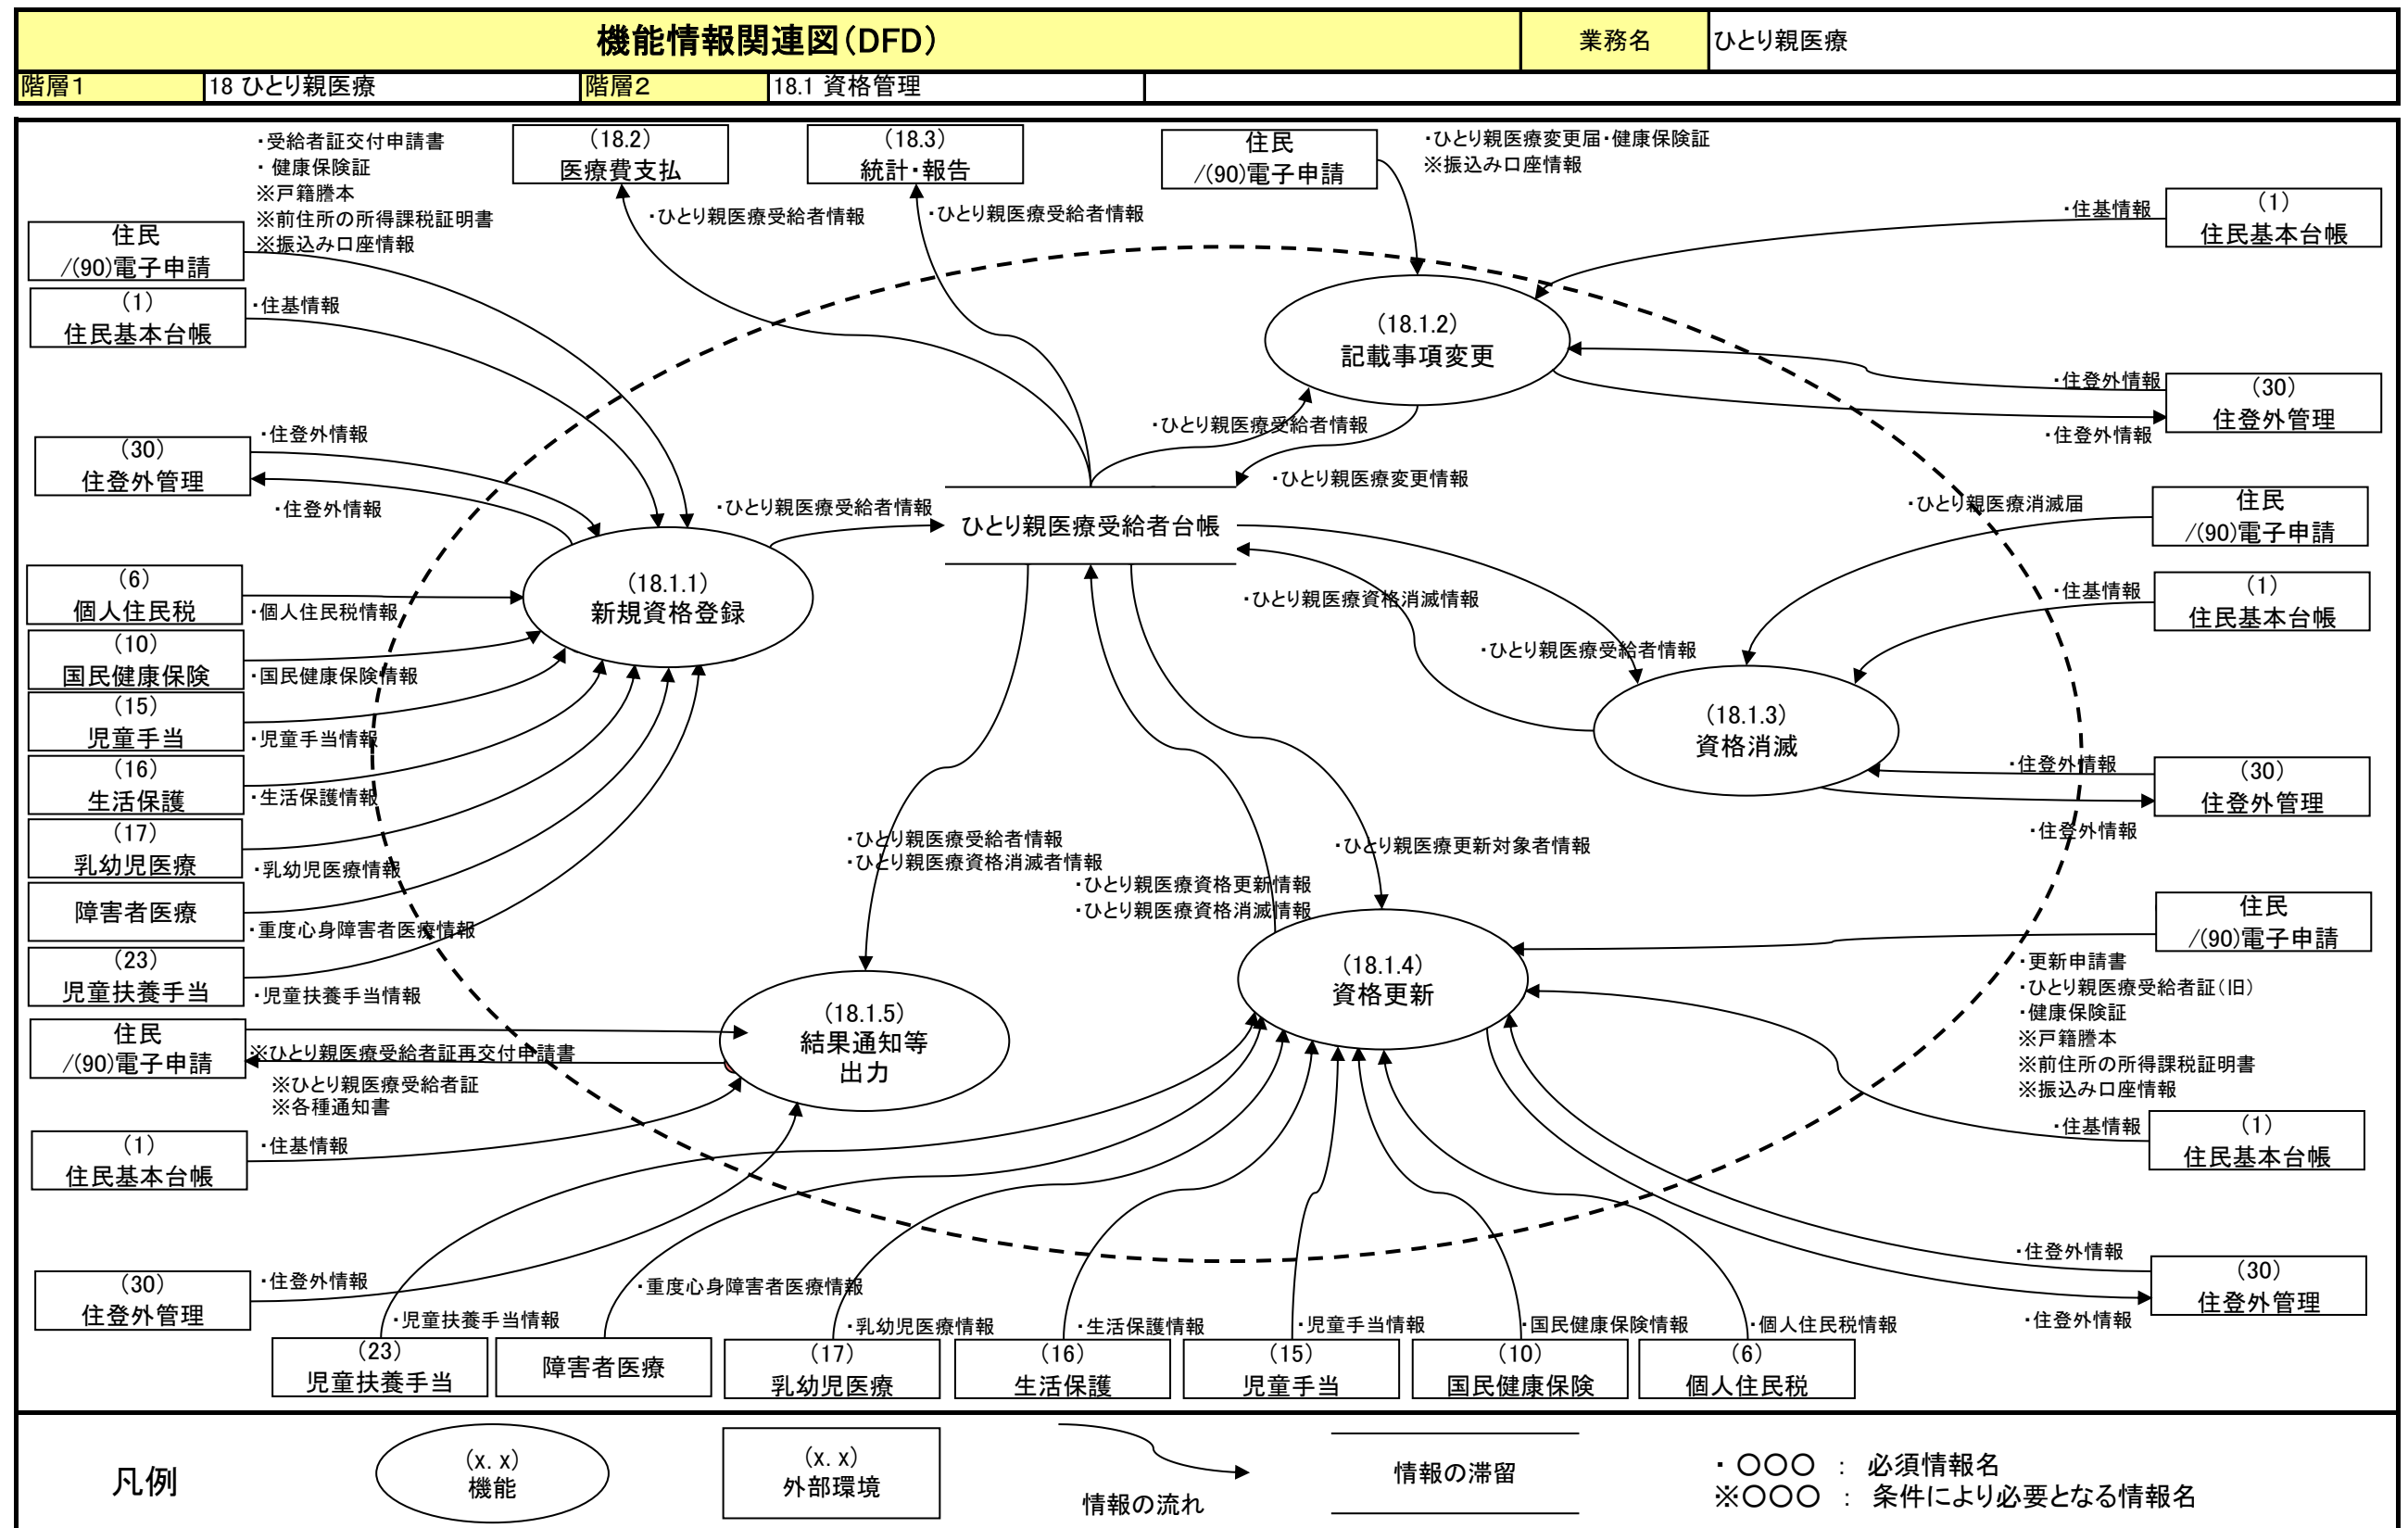 機能情報関連図(DFD)
業務名
ひとり親医療
階層1
18 ひとり親医療
階層2
18.1 資格管理
・受給者証交付申請書
・ 健康保険証
※戸籍謄本
※前住所の所得課税証明書
※振込み口座情報
(18.2)
医療費支払
(18.3)
統計・報告
住民
/(90)電子申請
・ひとり親医療変更届・健康保険証
※振込み口座情報
・ひとり親医療受給者情報
・ひとり親医療受給者情報
・住基情報
(1)
住民基本台帳
住民
/(90)電子申請
(1)
住民基本台帳
・住基情報
(18.1.2)
記載事項変更
・住登外情報
(30)
住登外管理
・住登外情報
(30)
住登外管理
・住登外情報
・住登外情報
・ひとり親医療受給者情報
・ひとり親医療変更情報
・ひとり親医療受給者情報
ひとり親医療受給者台帳
・ひとり親医療消滅届
住民
/(90)電子申請
(18.1.1)
新規資格登録
(6)
個人住民税
・個人住民税情報
・ひとり親医療資格消滅情報
・住基情報
(1)
住民基本台帳
(10)
国民健康保険
・国民健康保険情報
・ひとり親医療受給者情報
(15)
児童手当
・児童手当情報
(18.1.3)
資格消滅
(16)
生活保護
・生活保護情報
・住登外情報
(30)
住登外管理
・住登外情報
(17)
乳幼児医療
・乳幼児医療情報
・ひとり親医療受給者情報
・ひとり親医療資格消滅者情報
・ひとり親医療更新対象者情報
・ひとり親医療資格更新情報
・ひとり親医療資格消滅情報
障害者医療
・重度心身障害者医療情報
住民
/(90)電子申請
(23)
児童扶養手当
・児童扶養手当情報
(18.1.4)
資格更新
・更新申請書
・ひとり親医療受給者証(旧)
・健康保険証
※戸籍謄本
※前住所の所得課税証明書
※振込み口座情報
住民
/(90)電子申請
※ひとり親医療受給者証再交付申請書
※ひとり親医療受給者証
※各種通知書
(18.1.5)
結果通知等
出力
(1)
住民基本台帳
・住基情報
・住基情報
(1)
住民基本台帳
(30)
住登外管理
・住登外情報
・住登外情報
(30)
住登外管理
・住登外情報
・児童扶養手当情報
・重度心身障害者医療情報
・乳幼児医療情報
・生活保護情報
・児童手当情報
・国民健康保険情報
・個人住民税情報
(23)
児童扶養手当
障害者医療
(17)
乳幼児医療
(16)
生活保護
(15)
児童手当
(10)
国民健康保険
(6)
個人住民税
凡例
(x. x)
機能
(x. x)
外部環境
情報の流れ
情報の滞留
・ 〇〇〇 : 必須情報名
※〇〇〇 : 条件により必要となる情報名